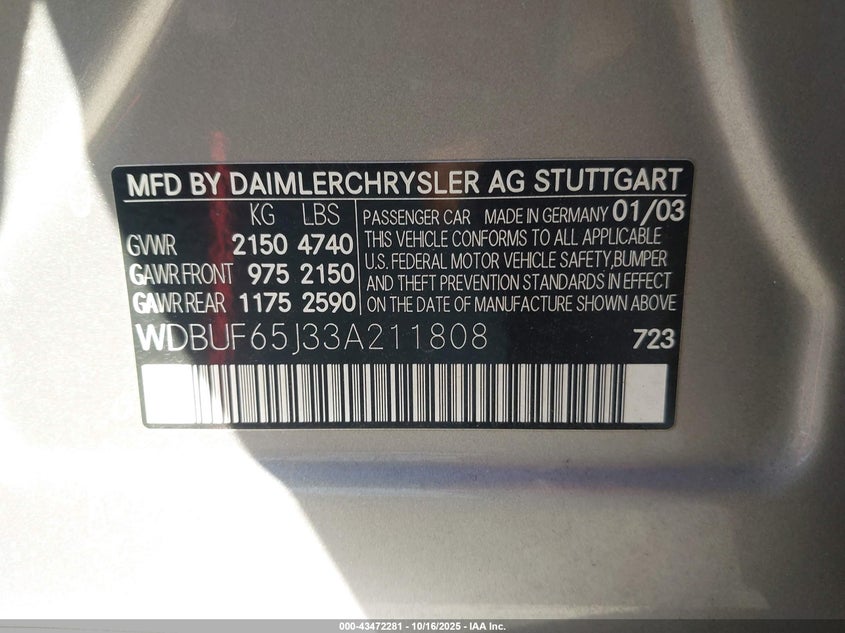 MFD BY DAIMLERCHRYSLER AG STUTTGART
KG LBS
GVWR 2150 4740
GAWR FRONT 975 2150
GAWR REAR 1175 2590
PASSENGER CAR MADE IN GERMANY 01/03
THIS VEHICLE CONFORMS TO ALL APPLICABLE
U.S. FEDERAL MOTOR VEHICLE SAFETY,BUMPER
AND THEFT PREVENTION STANDARDS IN EFFECT
ON THE DATE OF MANUFACTURE SHOWN ABOVE
WDBUF65J33A211808 723
000-43472281 - 10/16/2025 - IAA Inc.